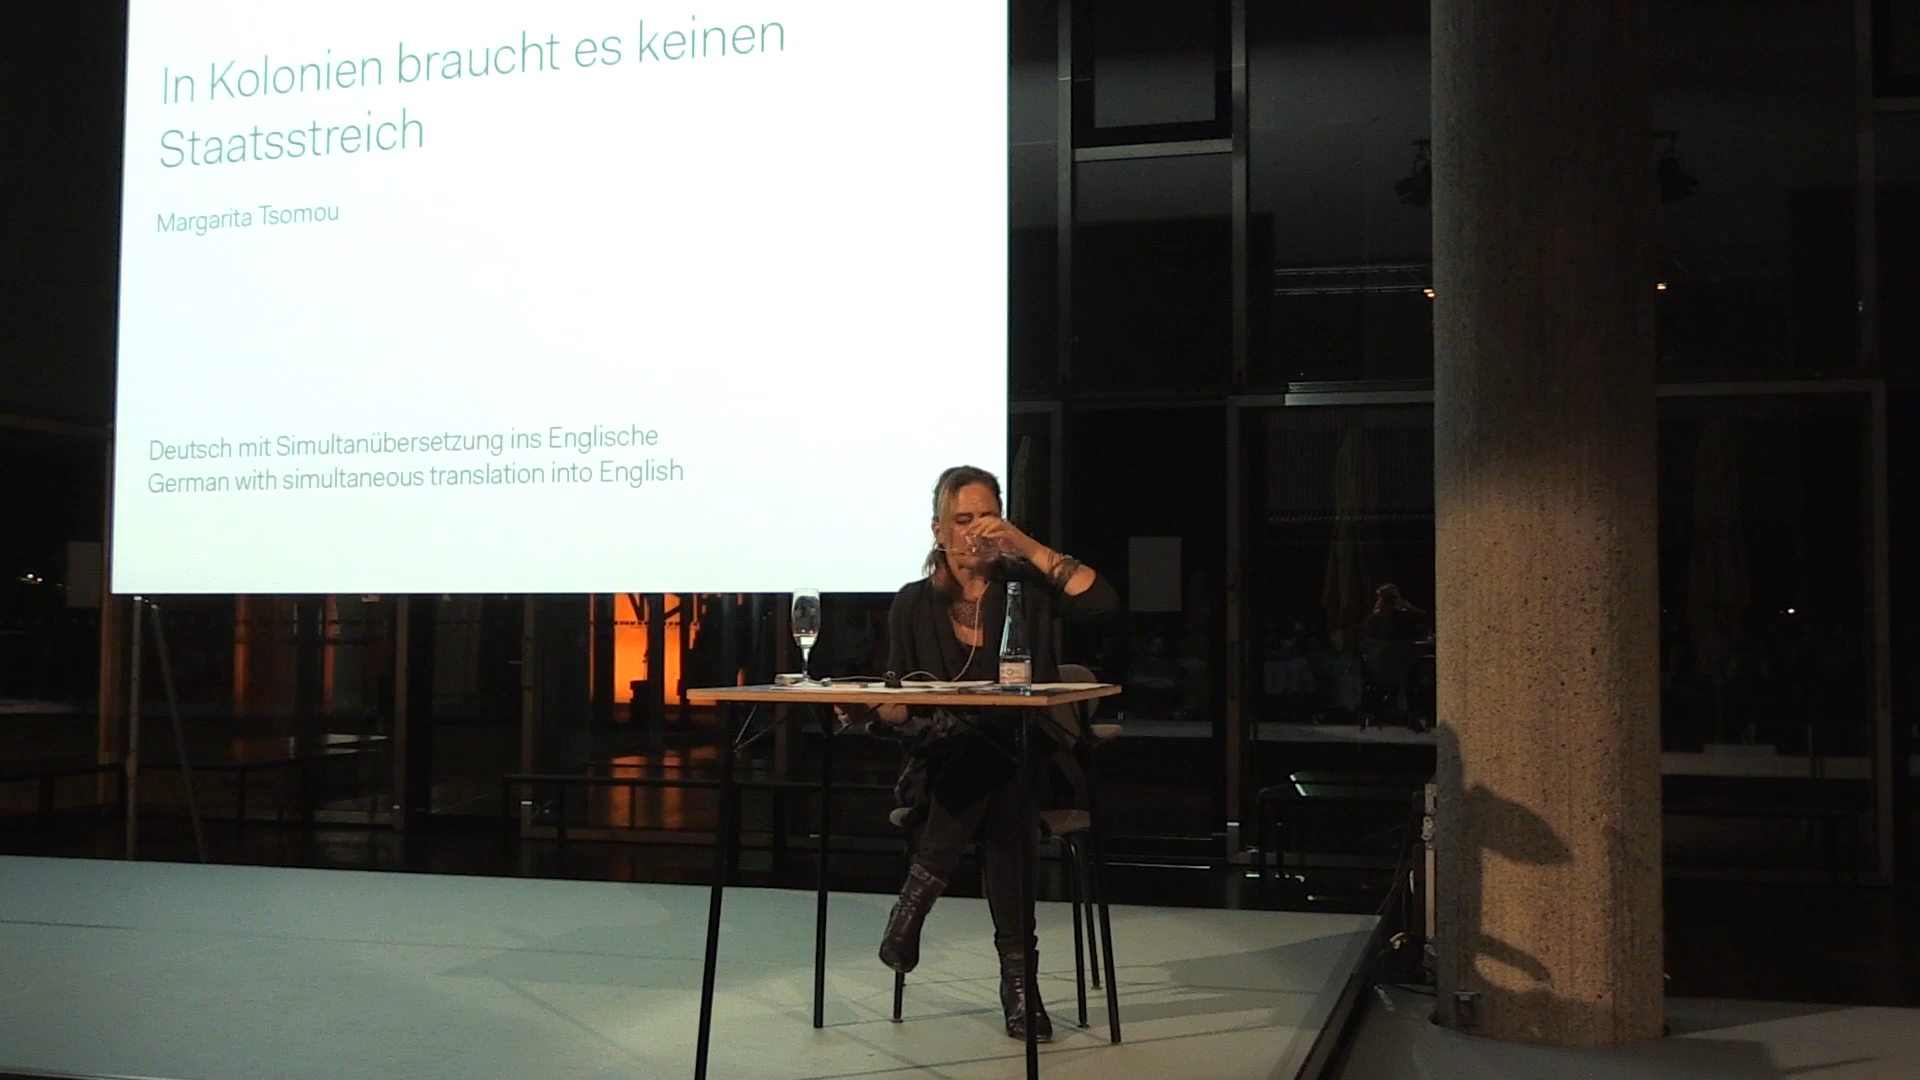 In Kolonien braucht es keinen
Staatsstreich
Margarita Tsomou
Deutsch mit Simultanübersetzung ins Englische
German with simultaneous translation into English